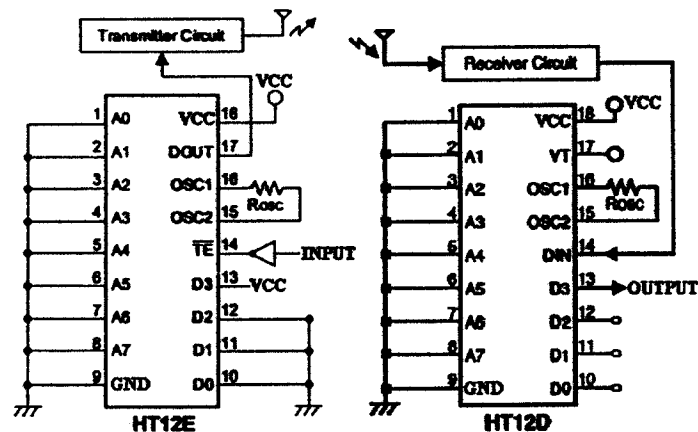 Transmitter Circuit
VCC
1 A0 VCC 16
2 A1 DOUT 17
3 A2 OSC1 16
Rosc
4 A3 OSC2 15
5 A4 TE 14 INPUT
6 A5 D3 13 VCC
7 A6 D2 12
8 A7 D1 11
9 GND D0 10
HT12E
Receiver Circuit
VCC
1 A0 VCC 18
2 A1 VT 17
3 A2 OSC1 16
Rosc
4 A3 OSC2 15
5 A4 DIN 14
6 A5 D3 13 OUTPUT
7 A6 D2 12
8 A7 D1 11
9 GND D0 10
HT12D